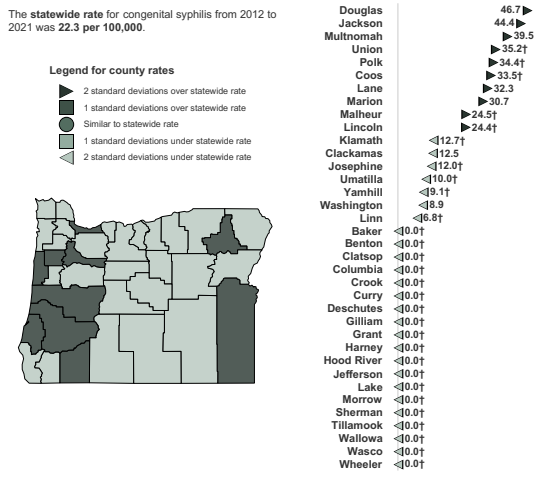 The statewide rate for congenital syphilis from 2012 to
2021 was 22.3 per 100,000.
Legend for county rates
2 standard deviations over statewide rate
1 standard deviations over statewide rate
Similar to statewide rate
1 standard deviations under statewide rate
2 standard deviations under statewide rate
Douglas 46.7
Jackson 44.4
Multnomah 39.5
Union 35.2†
Polk 34.4†
Coos 33.5†
Lane 32.3
Marion 30.7
Malheur 24.5†
Lincoln 24.4†
Klamath 12.7†
Clackamas 12.5
Josephine 12.0†
Umatilla 10.0†
Yamhill 9.1†
Washington 8.9
Linn 6.8†
Baker 0.0†
Benton 0.0†
Clatsop 0.0†
Columbia 0.0†
Crook 0.0†
Curry 0.0†
Deschutes 0.0†
Gilliam 0.0†
Grant 0.0†
Harney 0.0†
Hood River 0.0†
Jefferson 0.0†
Lake 0.0†
Morrow 0.0†
Sherman 0.0†
Tillamook 0.0†
Wallowa 0.0†
Wasco 0.0†
Wheeler 0.0†